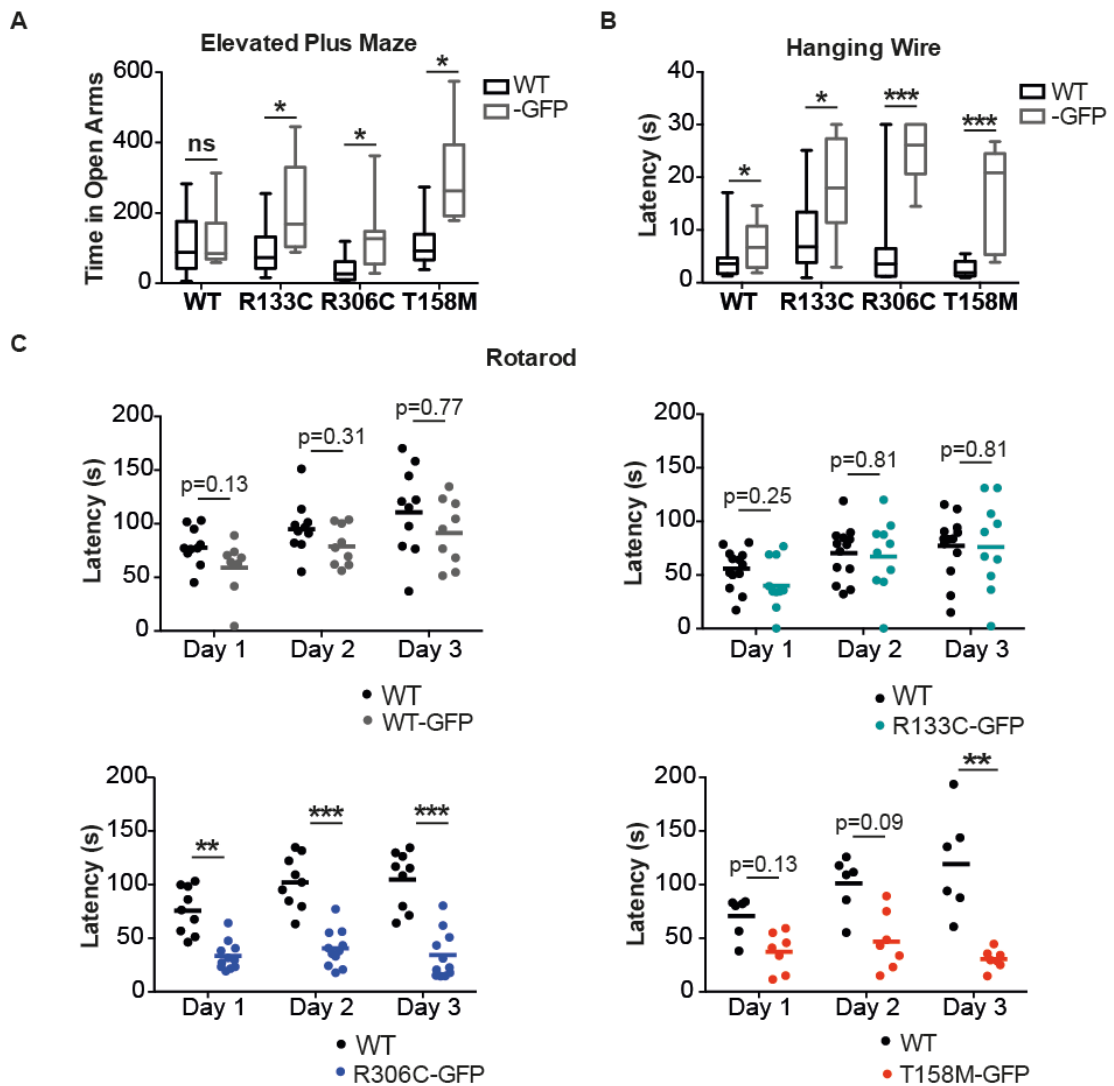 A
Elevated Plus Maze
Time in Open Arms
600
400
200
0
ns
*
*
*
WT
-GFP
WT R133C R306C T158M
B
Hanging Wire
Latency (s)
40
30
20
10
0
*
*
***
***
WT
-GFP
WT R133C R306C T158M
C
Rotarod
Latency (s)
200
150
100
50
0
p=0.13
p=0.31
p=0.77
Day 1 Day 2 Day 3
WT
WT-GFP
Latency (s)
200
150
100
50
0
p=0.25
p=0.81
p=0.81
Day 1 Day 2 Day 3
WT
R133C-GFP
Latency (s)
200
150
100
50
0
**
***
***
Day 1 Day 2 Day 3
WT
R306C-GFP
Latency (s)
200
150
100
50
0
p=0.13
p=0.09
**
Day 1 Day 2 Day 3
WT
T158M-GFP